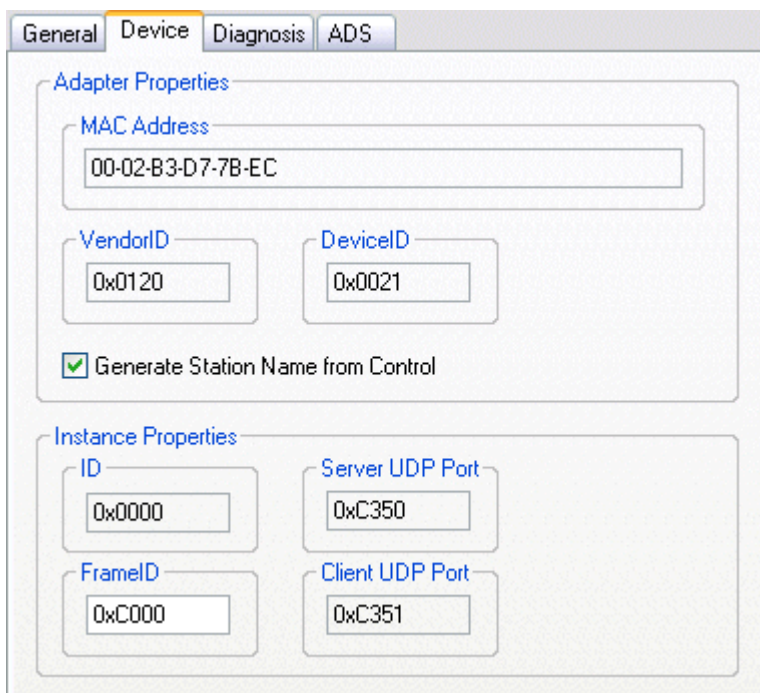 General Device Diagnosis ADS
Adapter Properties
MAC Address
00-02-B3-D7-7B-EC
VendorID DeviceID
0x0120 0x0021
Generate Station Name from Control
Instance Properties
ID Server UDP Port
0x0000 0xC350
FrameID Client UDP Port
0xC000 0xC351